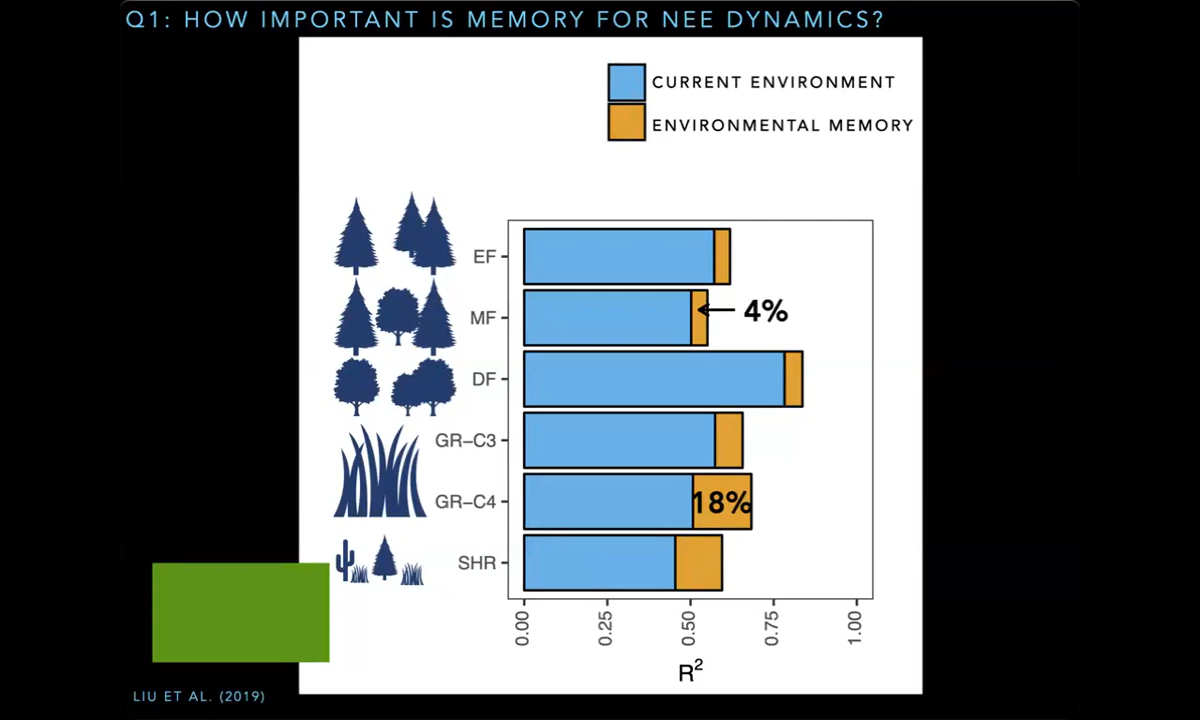 Q1: HOW IMPORTANT IS MEMORY FOR NEE DYNAMICS?
CURRENT ENVIRONMENT
ENVIRONMENTAL MEMORY
EF
MF
4%
DF
GR-C3
GR-C4
18%
SHR
0.00 0.25 0.50 0.75 1.00
R²
LIU ET AL. (2019)